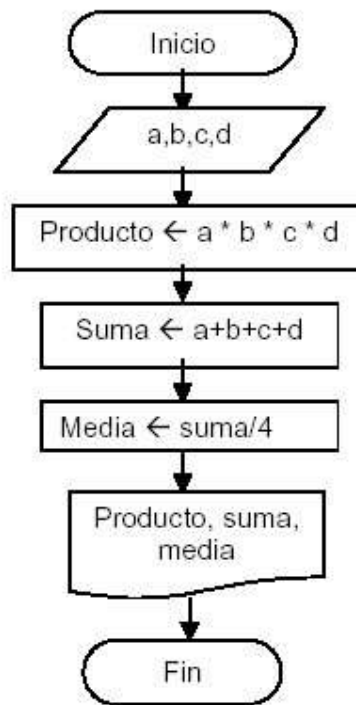 Inicio
a,b,c,d
Producto ← a * b * c * d
Suma ← a+b+c+d
Media ← suma/4
Producto, suma,
media
Fin